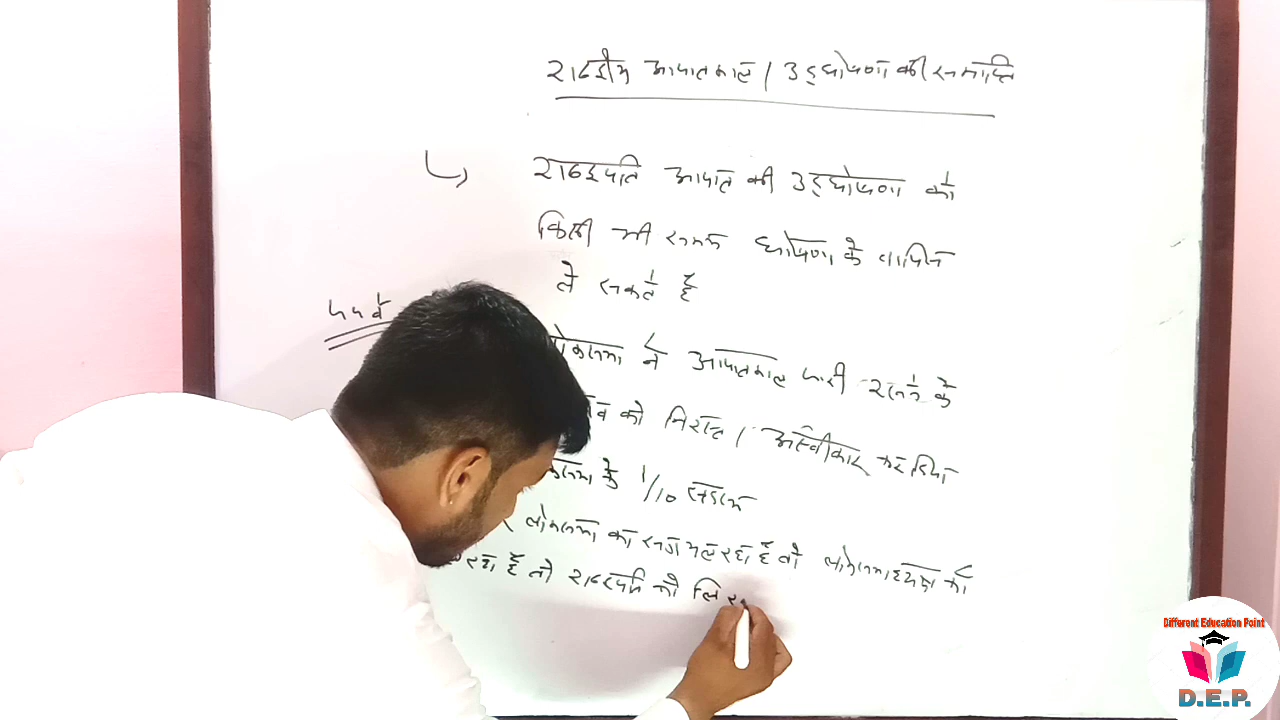 राष्ट्रीय आपातकाल / उद्घोषणा की समाप्ति
राष्ट्रपति आपात की उद्घोषणा को
किसी भी समय घोषणा के वापिस
ले सकते है
ने आपातकाल जारी रखने के
को निरस्त / अस्वीकार कर दिया
के 1/10 सदस्य
लोकसभा का सत्र चल रहा है तो लोकसभाध्यक्ष को
रहा है तो राष्ट्रपति को
Different Education Point
D.E.P.